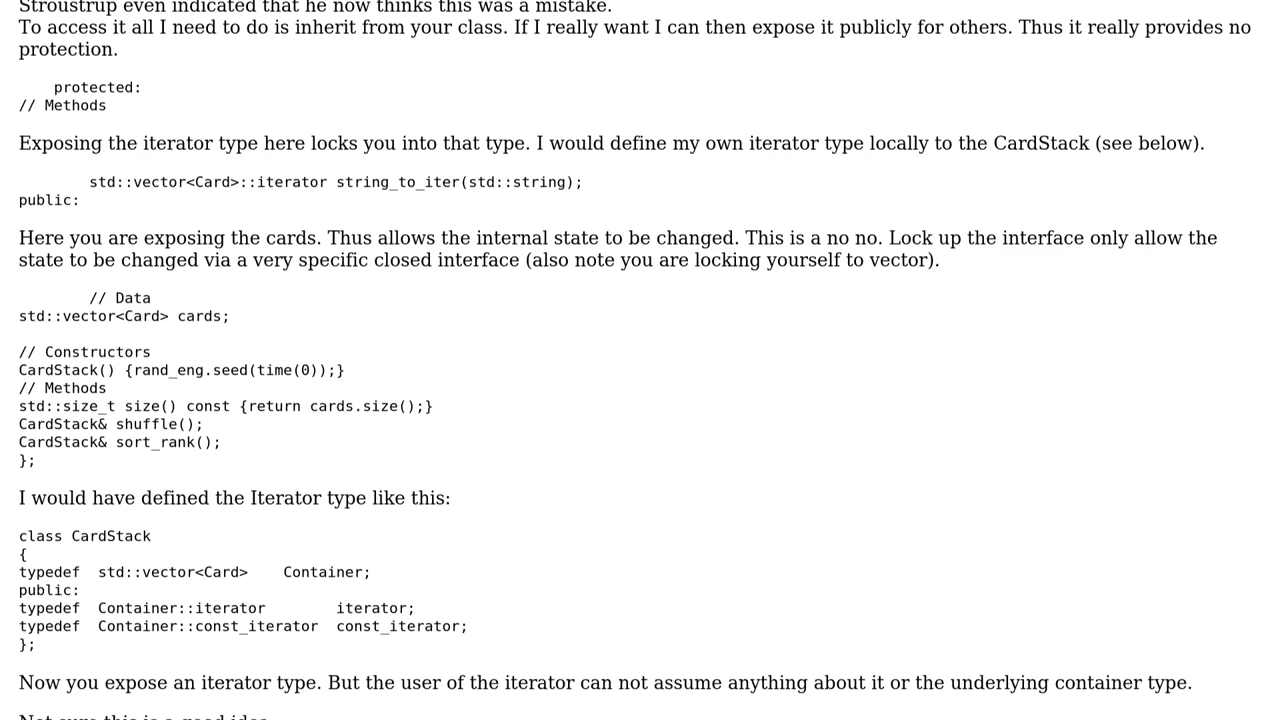 Stroustrup even indicated that he now thinks this was a mistake.
To access it all I need to do is inherit from your class. If I really want I can then expose it publicly for others. Thus it really provides no
protection.
protected:
// Methods
Exposing the iterator type here locks you into that type. I would define my own iterator type locally to the CardStack (see below).
std::vector<Card>::iterator string_to_iter(std::string);
public:
Here you are exposing the cards. Thus allows the internal state to be changed. This is a no no. Lock up the interface only allow the
state to be changed via a very specific closed interface (also note you are locking yourself to vector).
// Data
std::vector<Card> cards;
// Constructors
CardStack() {rand_eng.seed(time(0));}
// Methods
std::size_t size() const {return cards.size();}
CardStack& shuffle();
CardStack& sort_rank();
};
I would have defined the Iterator type like this:
class CardStack
{
typedef  std::vector<Card>    Container;
public:
typedef  Container::iterator        iterator;
typedef  Container::const_iterator  const_iterator;
};
Now you expose an iterator type. But the user of the iterator can not assume anything about it or the underlying container type.
Not sure this is a good idea